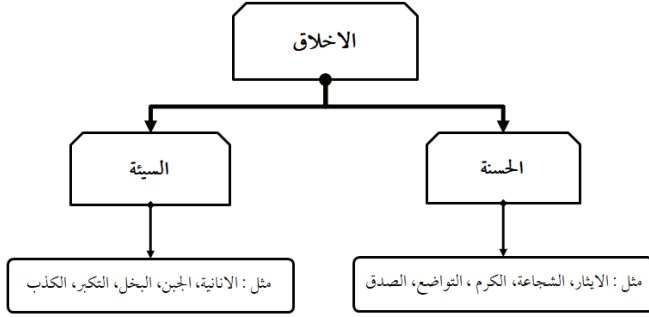 الاخلاق
الحسنة
السيئة
مثل : الايثار، الشجاعة، الكرم ، التواضع، الصدق
مثل : الانانية، الجبن، البخل، التكبر، الكذب